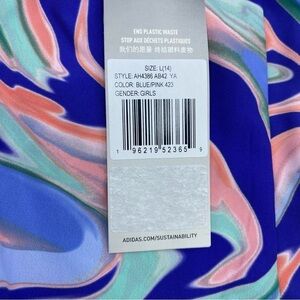 END PLASTIC WASTE
STOP AUX DÉCHETS PLASTIQUES
我们的愿景 终结塑料废物
SIZE: L(14)
STYLE: AH4386 AB42 YA
COLOR: BLUE/PINK 423
GENDER: GIRLS
1 96219 52365 9
ADIDAS.COM/SUSTAINABILITY